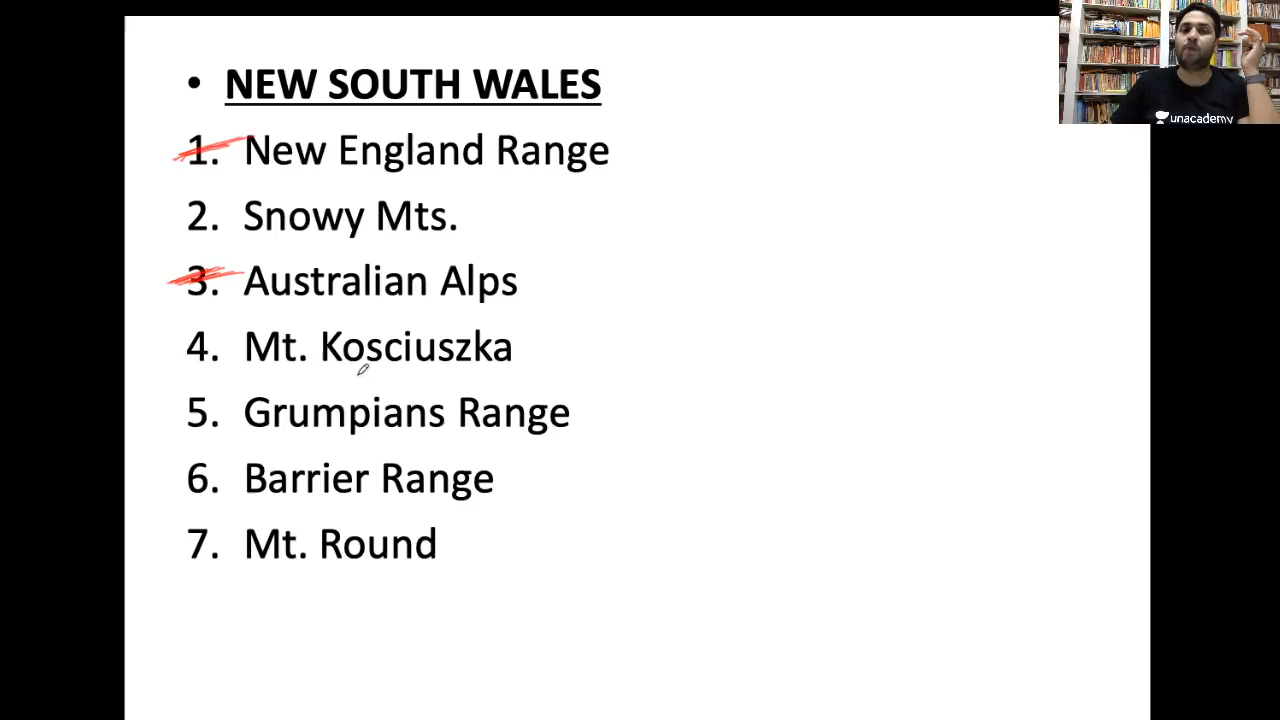 • NEW SOUTH WALES
1. New England Range
2. Snowy Mts.
3. Australian Alps
4. Mt. Kosciuszka
5. Grumpians Range
6. Barrier Range
7. Mt. Round
unacademy